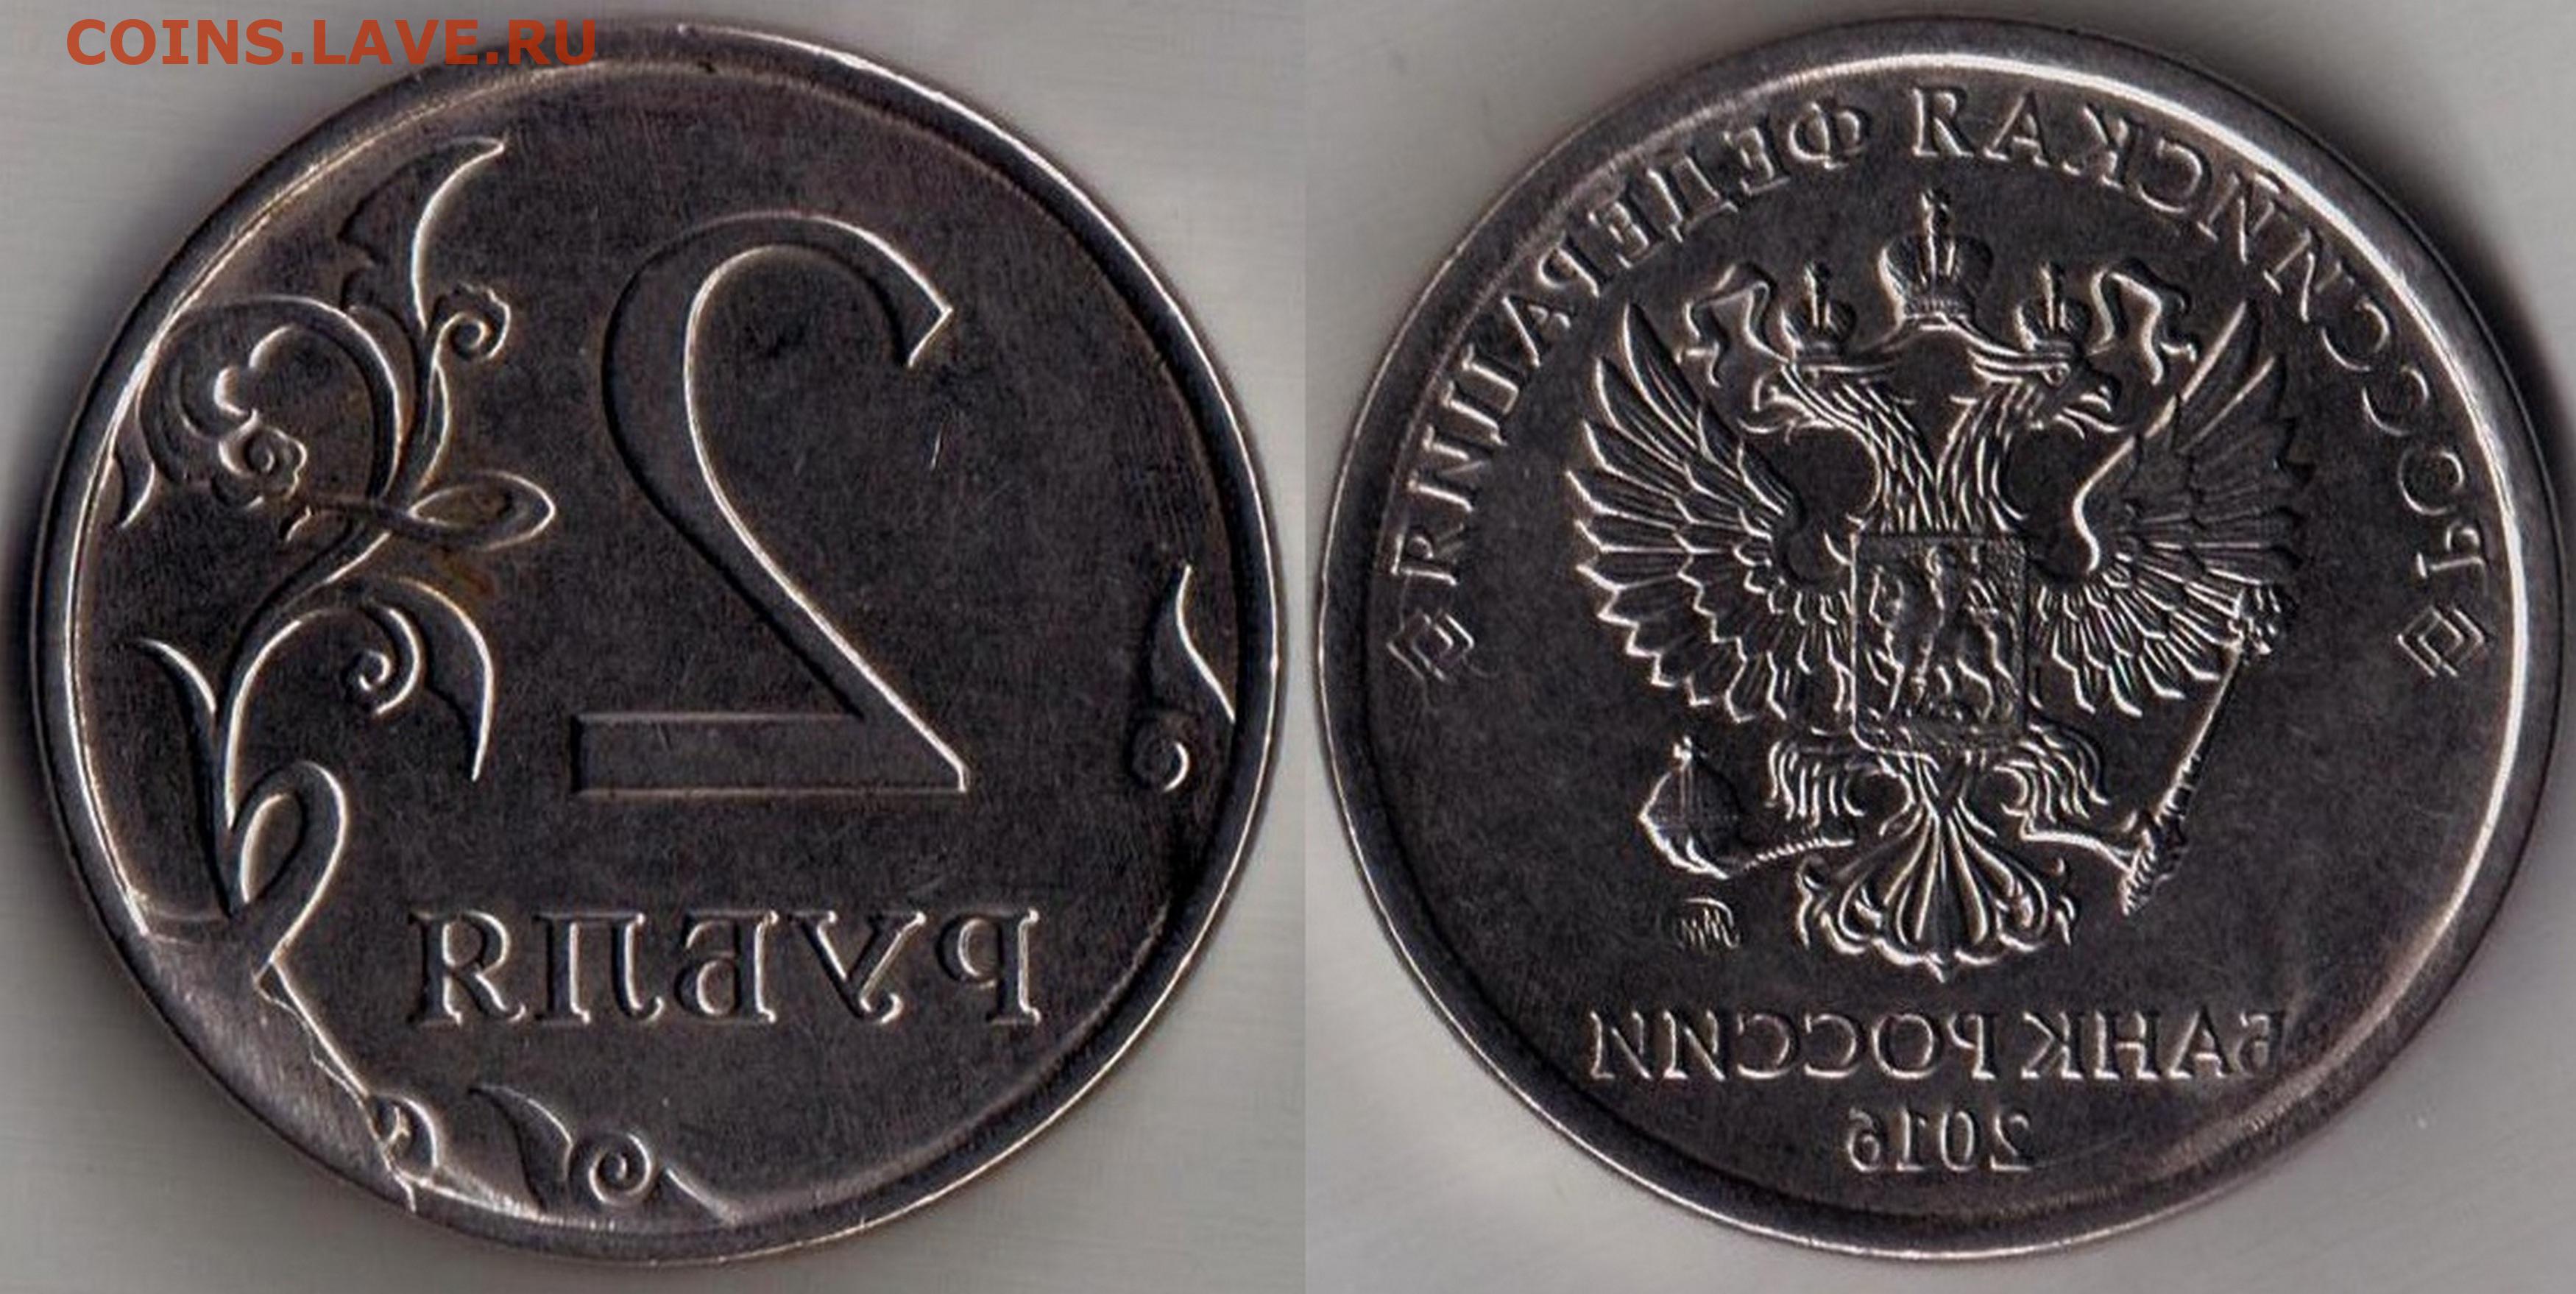 COINS.LAVE.RU
2
РУБЛЯ
РОССИЙСКАЯ ФЕДЕРАЦИЯ
БАНК РОССИИ
2016